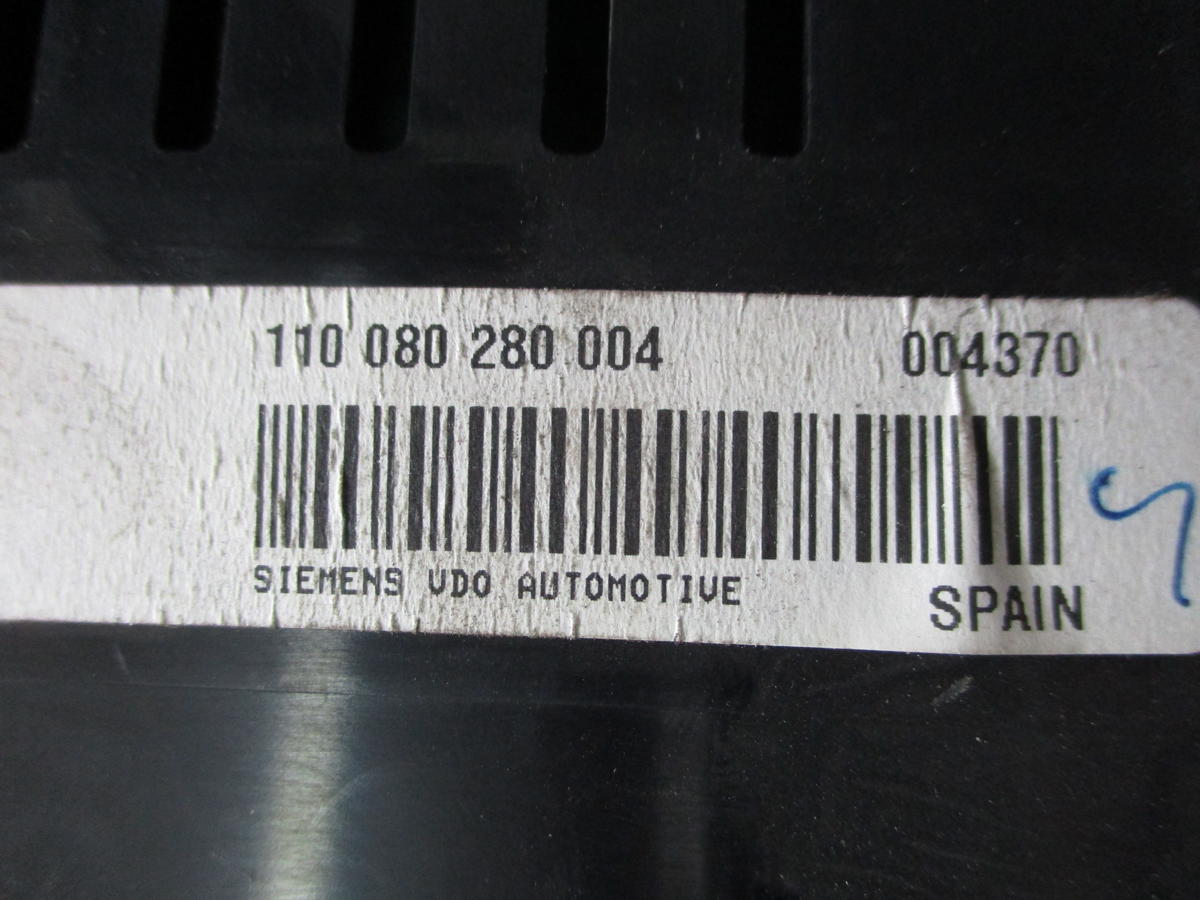 110 080 280 004 004370
SIEMENS VDO AUTOMOTIVE
SPAIN